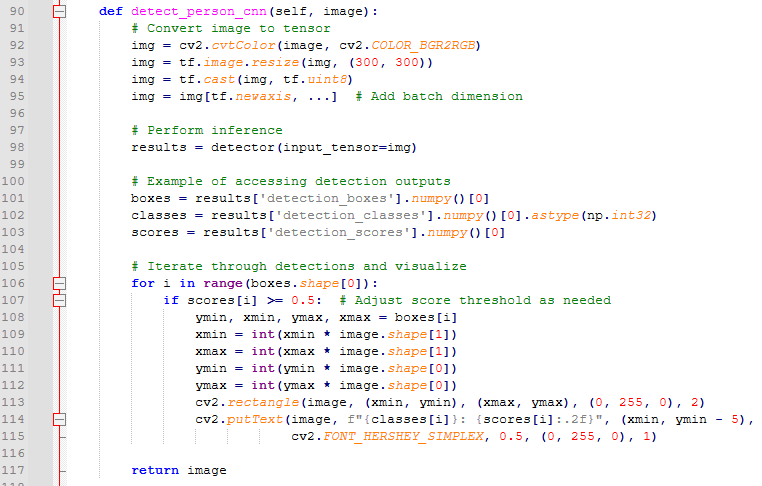 90 def detect_person_cnn(self, image):
91 # Convert image to tensor
92 img = cv2.cvtColor(image, cv2.COLOR_BGR2RGB)
93 img = tf.image.resize(img, (300, 300))
94 img = tf.cast(img, tf.uint8)
95 img = img[tf.newaxis, ...]  # Add batch dimension
96
97 # Perform inference
98 results = detector(input_tensor=img)
99
100 # Example of accessing detection outputs
101 boxes = results['detection_boxes'].numpy()[0]
102 classes = results['detection_classes'].numpy()[0].astype(np.int32)
103 scores = results['detection_scores'].numpy()[0]
104
105 # Iterate through detections and visualize
106 for i in range(boxes.shape[0]):
107 if scores[i] >= 0.5:  # Adjust score threshold as needed
108 ymin, xmin, ymax, xmax = boxes[i]
109 xmin = int(xmin * image.shape[1])
110 xmax = int(xmax * image.shape[1])
111 ymin = int(ymin * image.shape[0])
112 ymax = int(ymax * image.shape[0])
113 cv2.rectangle(image, (xmin, ymin), (xmax, ymax), (0, 255, 0), 2)
114 cv2.putText(image, f"{classes[i]}: {scores[i]:.2f}", (xmin, ymin - 5),
115 cv2.FONT_HERSHEY_SIMPLEX, 0.5, (0, 255, 0), 1)
116
117 return image